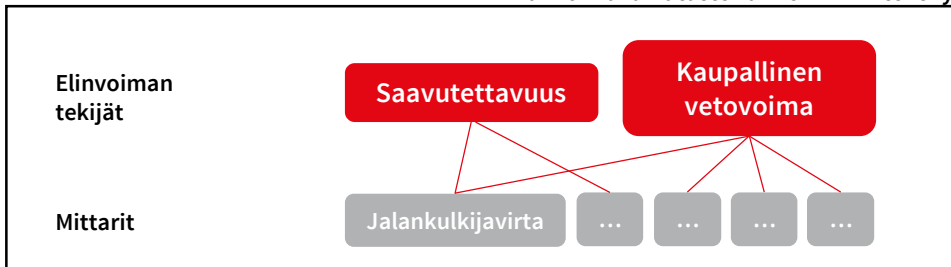 Elinvoiman
tekijät
Saavutettavuus
Kaupallinen
vetovoima
Mittarit
Jalankulkijavirta
...
...
...
...